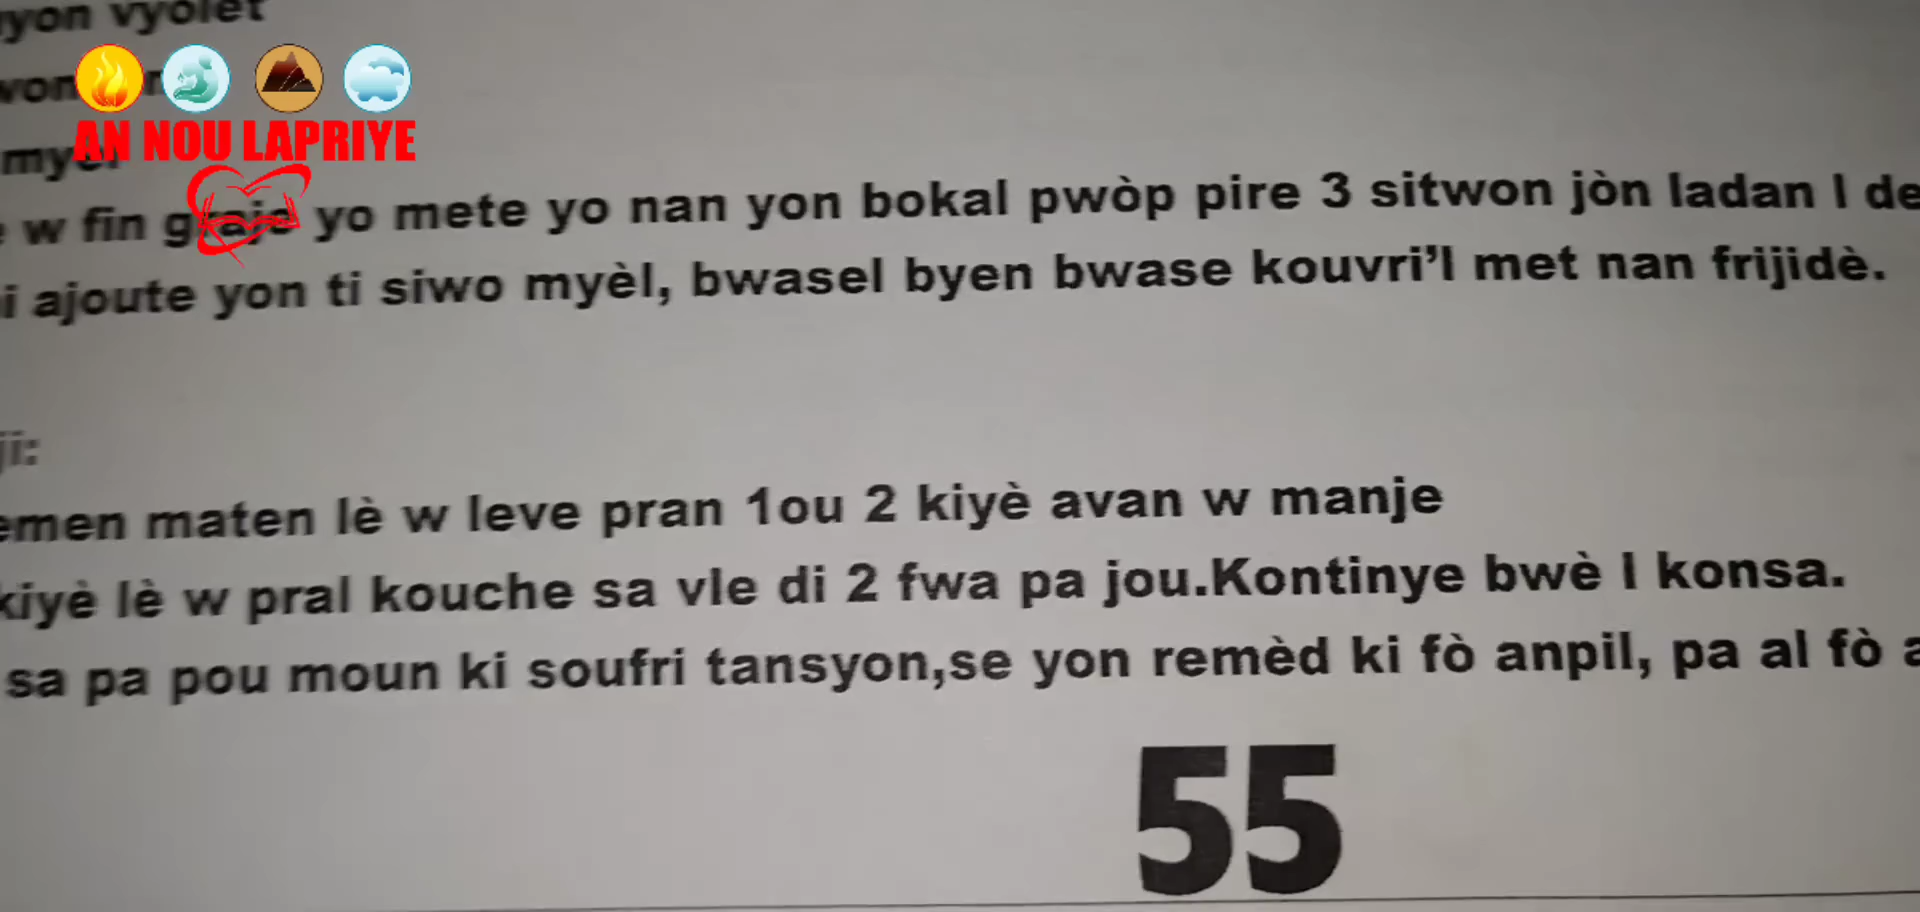 yon vyolèt
AN NOU LAPRIYE
w fin graje yo mete yo nan yon bokal pwòp pire 3 sitwon jòn ladan l
ajoute yon ti siwo myèl, bwasel byen bwase kouvri’l met nan frijidè.
maten lè w leve pran 1ou 2 kiyè avan w manje
kiyè lè w pral kouche sa vle di 2 fwa pa jou.Kontinye bwè l konsa.
sa pa pou moun ki soufri tansyon,se yon remèd ki fò anpil, pa al fò
55